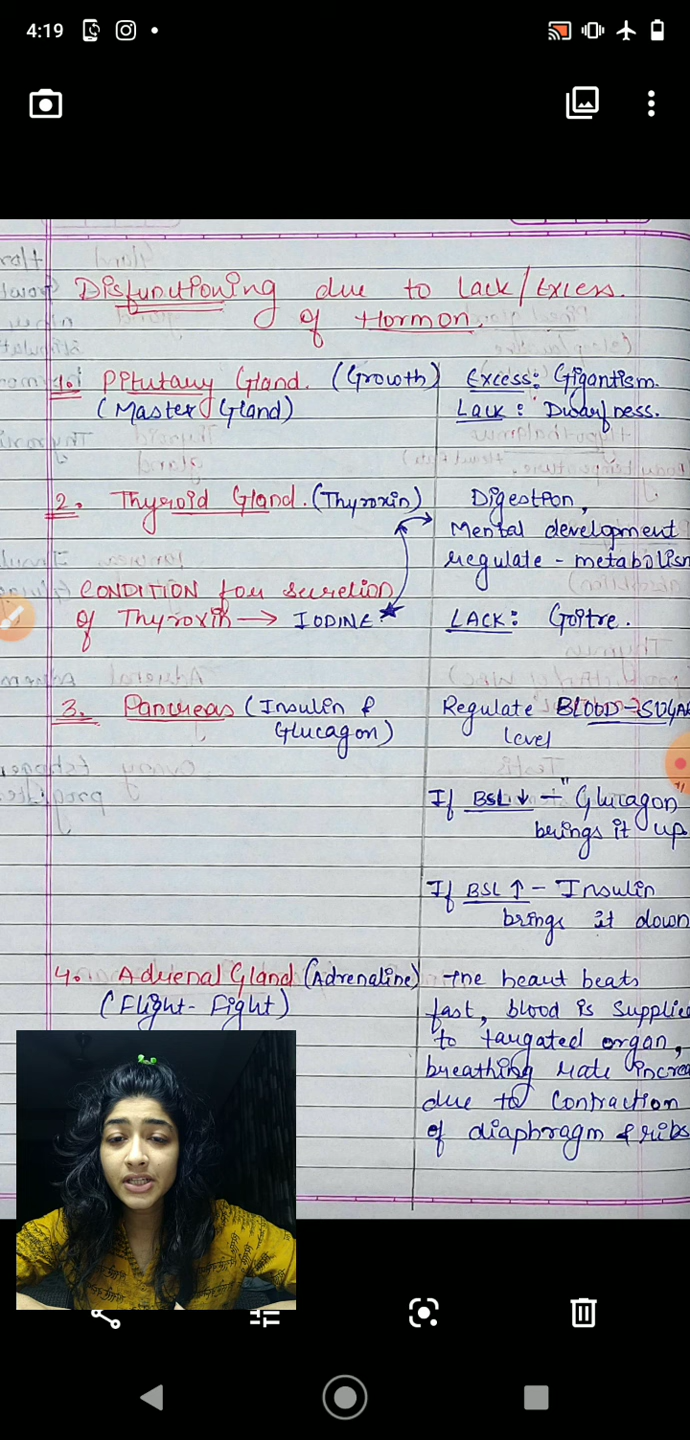 4:19
Disfunctioning due to Lack/Excess.
of Hormon.
1. Pitutary Gland. (Growth)
(Master Gland)
Excess: Gigantism.
Lack: Dwarfness.
2. Thyroid Gland. (Thyroxin)
Digestion,
Mental development
regulate - metabolism
CONDITION for secretion
of Thyroxin → IODINE
LACK: Goitre.
3. Pancreas (Insulin &
Glucagon)
Regulate BLOOD-SUGAR
level
If BSL ↓ - Glucagon
brings it up
If BSL ↑ - Insulin
brings it down
4. Adrenal Gland (Adrenaline)
(Flight-Fight)
The heart beats
fast, blood is supplie
to targated organ,
breathing rate increa
due to contraction
of diaphragm & ribs